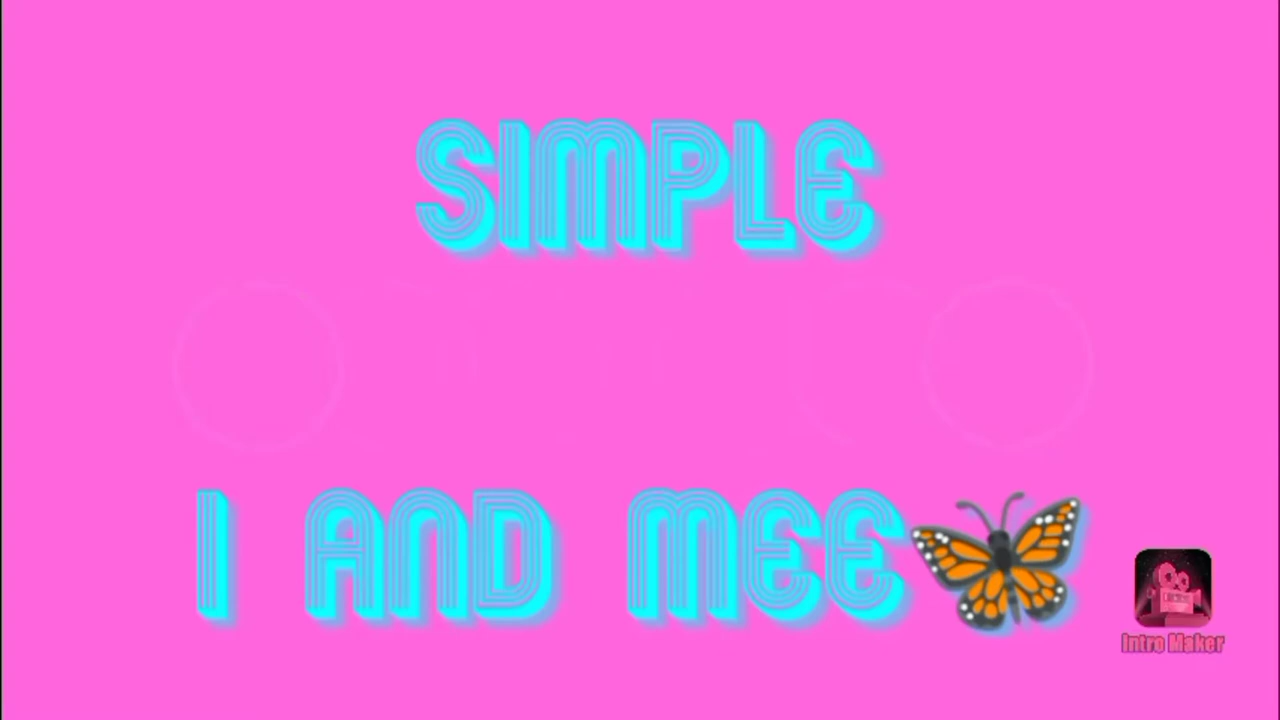 SIMPLE
I AND MEE🦋
Intro Maker